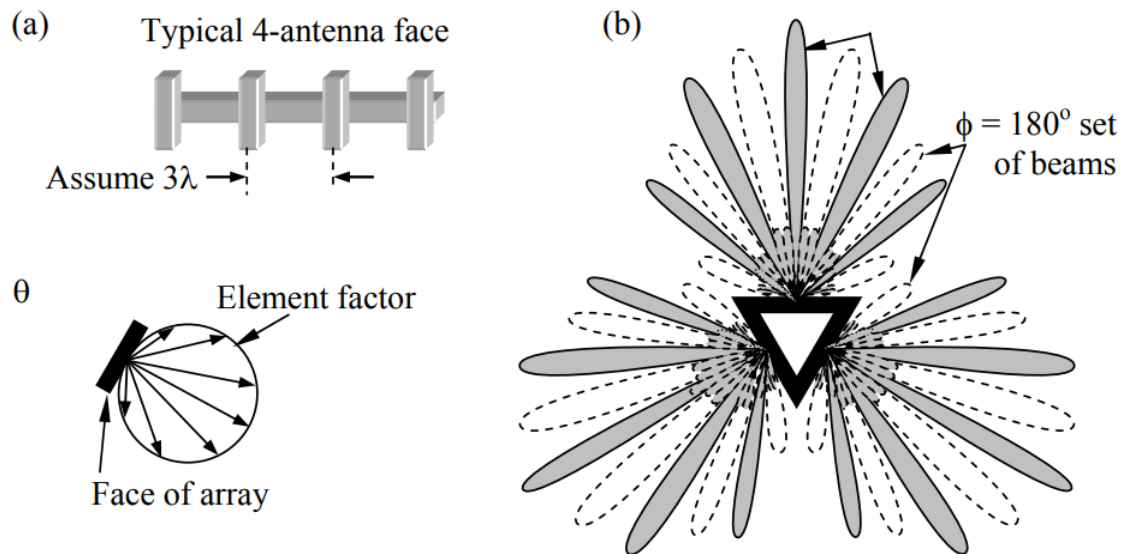 (a)
Typical 4-antenna face
Assume 3λ
θ
Element factor
Face of array
(b)
ϕ = 180° set
of beams